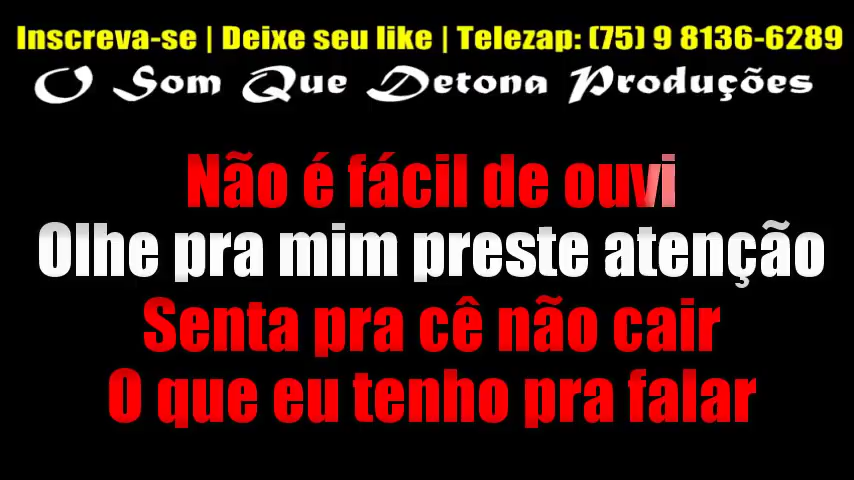 Inscreva-se | Deixe seu like | Telezap: (75) 9 8136-6289
O Som Que Detona Produções
Não é fácil de ouvi
Olhe pra mim preste atenção
Senta pra cê não cair
O que eu tenho pra falar